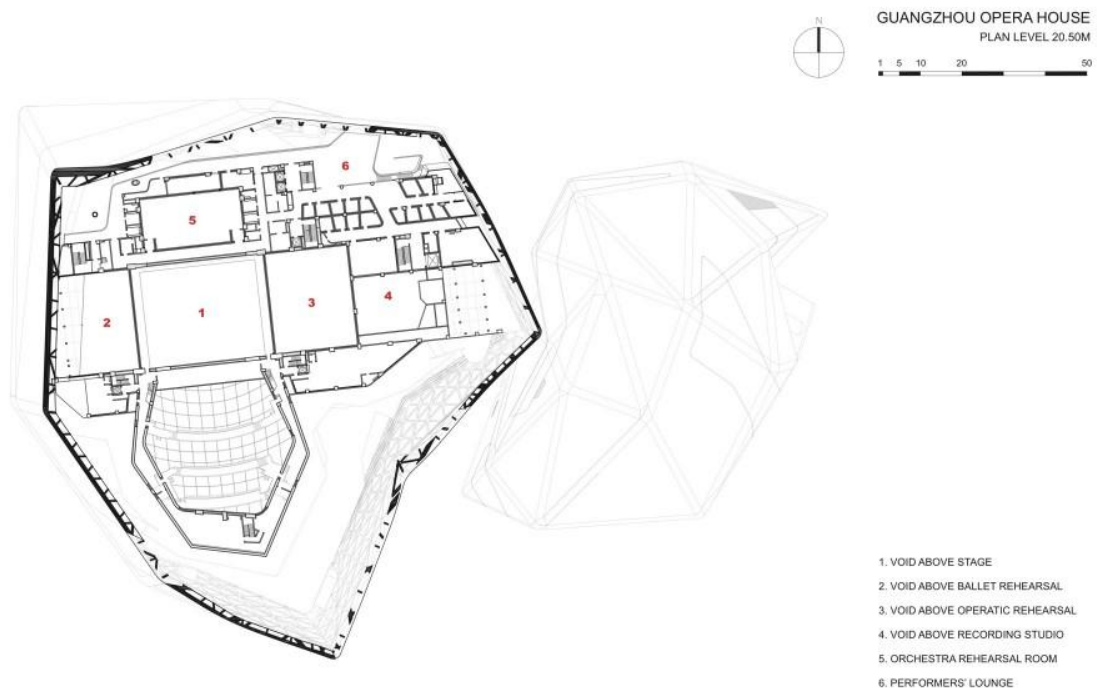 N
GUANGZHOU OPERA HOUSE
PLAN LEVEL 20.50M
1 5 10 20 50
6
5
1
2
3
4
1. VOID ABOVE STAGE
2. VOID ABOVE BALLET REHEARSAL
3. VOID ABOVE OPERATIC REHEARSAL
4. VOID ABOVE RECORDING STUDIO
5. ORCHESTRA REHEARSAL ROOM
6. PERFORMERS' LOUNGE